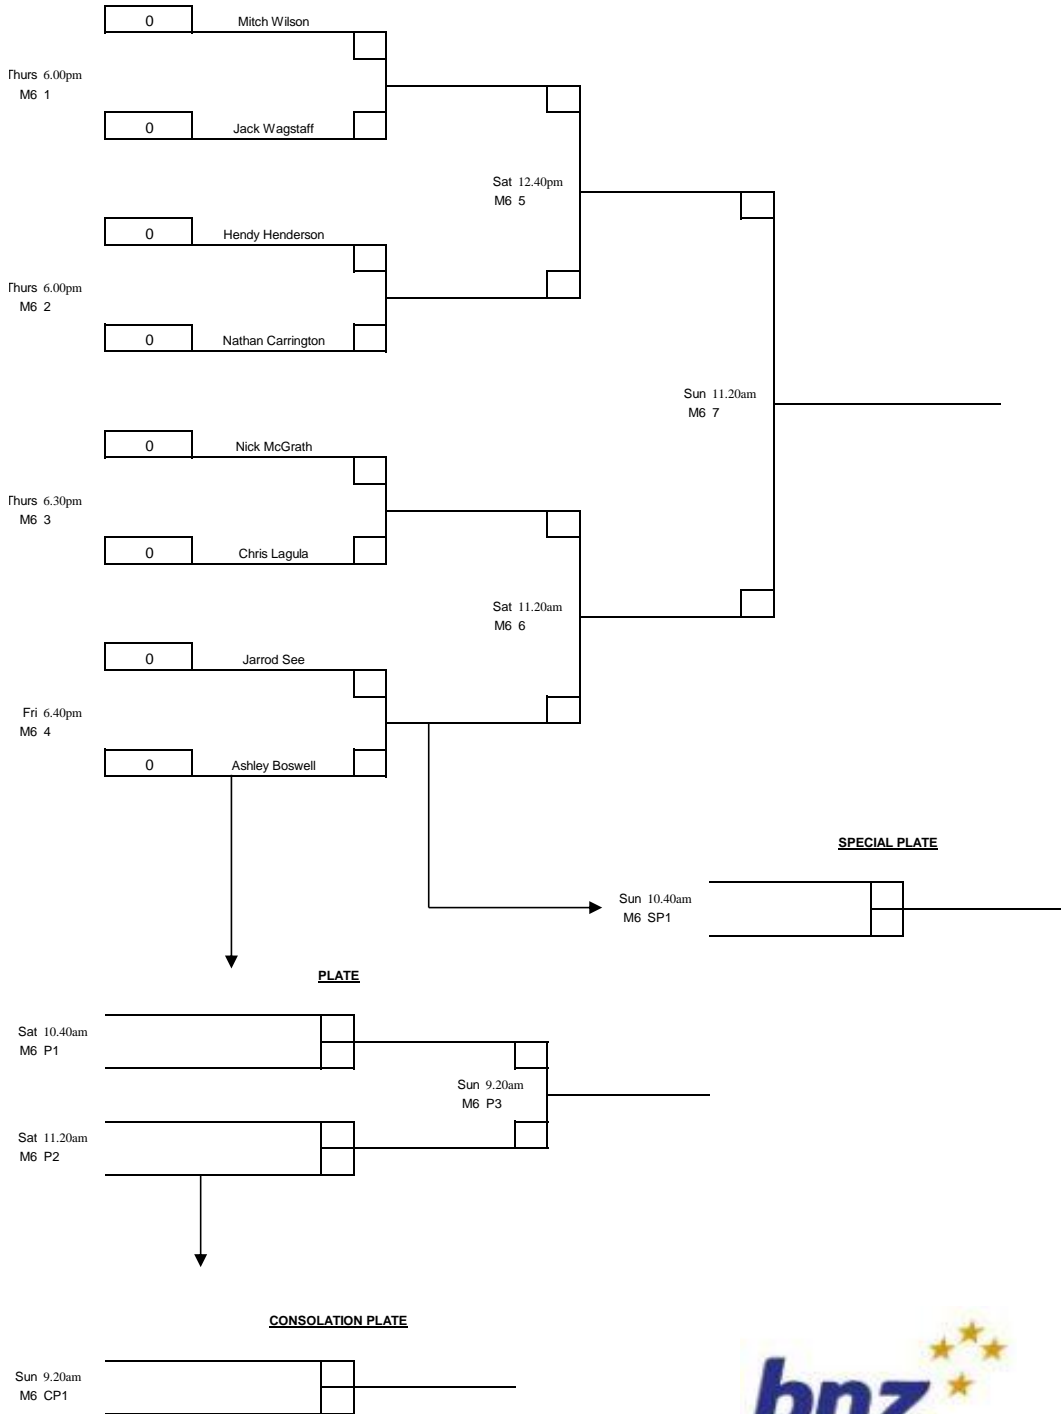 0 Mitch Wilson
Thurs 6.00pm
M6 1
0 Jack Wagstaff
Sat 12.40pm
M6 5
0 Hendy Henderson
Thurs 6.00pm
M6 2
0 Nathan Carrington
Sun 11.20am
M6 7
0 Nick McGrath
Thurs 6.30pm
M6 3
0 Chris Lagula
Sat 11.20am
M6 6
0 Jarrod See
Fri 6.40pm
M6 4
0 Ashley Boswell
SPECIAL PLATE
Sun 10.40am
M6 SP1
PLATE
Sat 10.40am
M6 P1
Sun 9.20am
M6 P3
Sat 11.20am
M6 P2
CONSOLATION PLATE
Sun 9.20am
M6 CP1
bnz